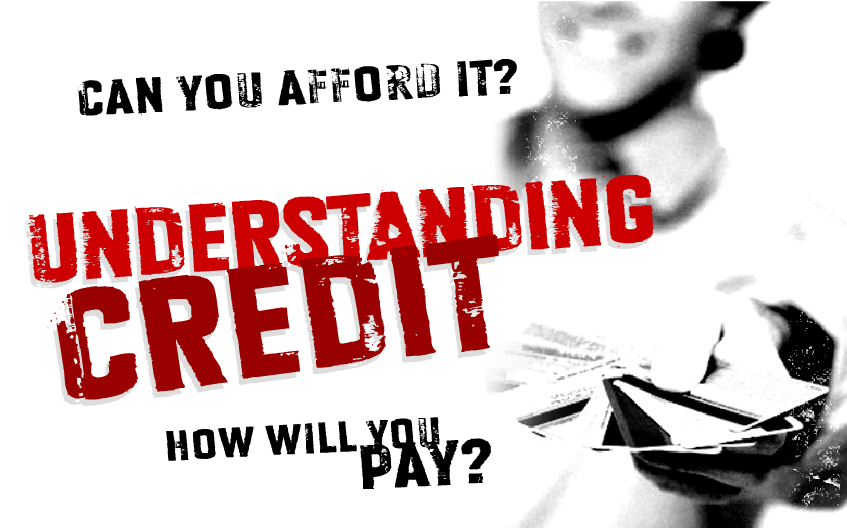 CAN YOU AFFORD IT?
UNDERSTANDING
CREDIT
HOW WILL YOU
PAY?